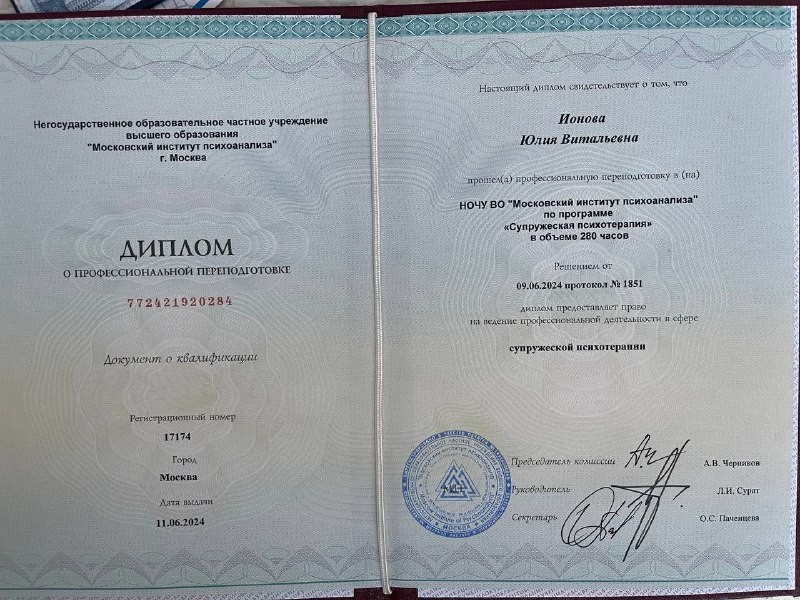 Негосударственное образовательное частное учреждение
высшего образования
"Московский институт психоанализа"
г. Москва
ДИПЛОМ
О ПРОФЕССИОНАЛЬНОЙ ПЕРЕПОДГОТОВКЕ
772421920284
Документ о квалификации
Регистрационный номер
17174
Город
Москва
Дата выдачи
11.06.2024
Настоящий диплом свидетельствует о том, что
Ионова
Юлия Витальевна
прошел(а) профессиональную переподготовку в (на)
НОЧУ ВО "Московский институт психоанализа"
по программе
«Супружеская психотерапия»
в объеме 280 часов
Решением от
09.06.2024 протокол № 1851
диплом предоставляет право
на ведение профессиональной деятельности в сфере
супружеской психотерапии
Председатель комиссии
А.В. Черников
Руководитель
Л.И. Сурат
Секретарь
О.С. Паченцева
МОСКВА